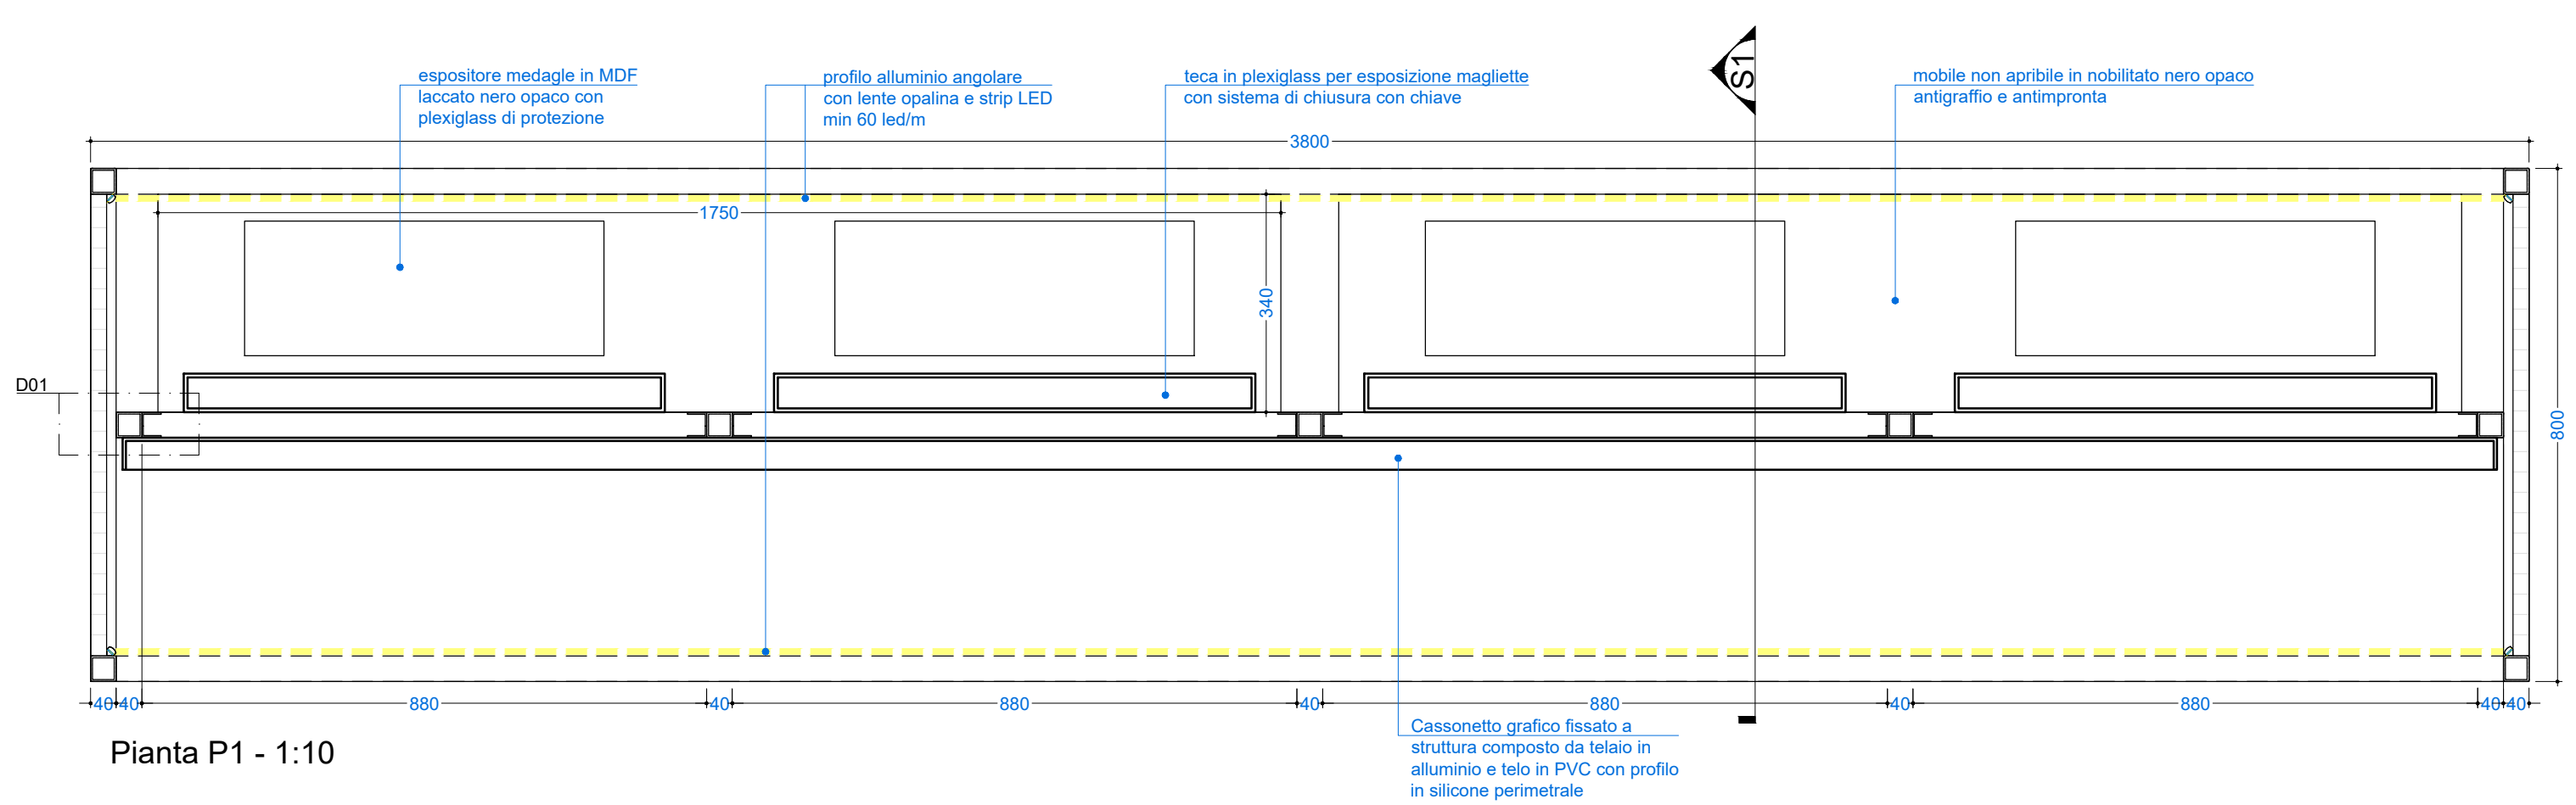 espositore medagle in MDF
laccato nero opaco con
plexiglass di protezione
profilo alluminio angolare
con lente opalina e strip LED
min 60 led/m
teca in plexiglass per esposizione magliette
con sistema di chiusura con chiave
S1
mobile non apribile in nobilitato nero opaco
antigraffio e antimpronta
3800
1750
340
D01
800
40 40 880 40 880 40 880 40 880 40 40
Cassonetto grafico fissato a
struttura composto da telaio in
alluminio e telo in PVC con profilo
in silicone perimetrale
Pianta P1 - 1:10